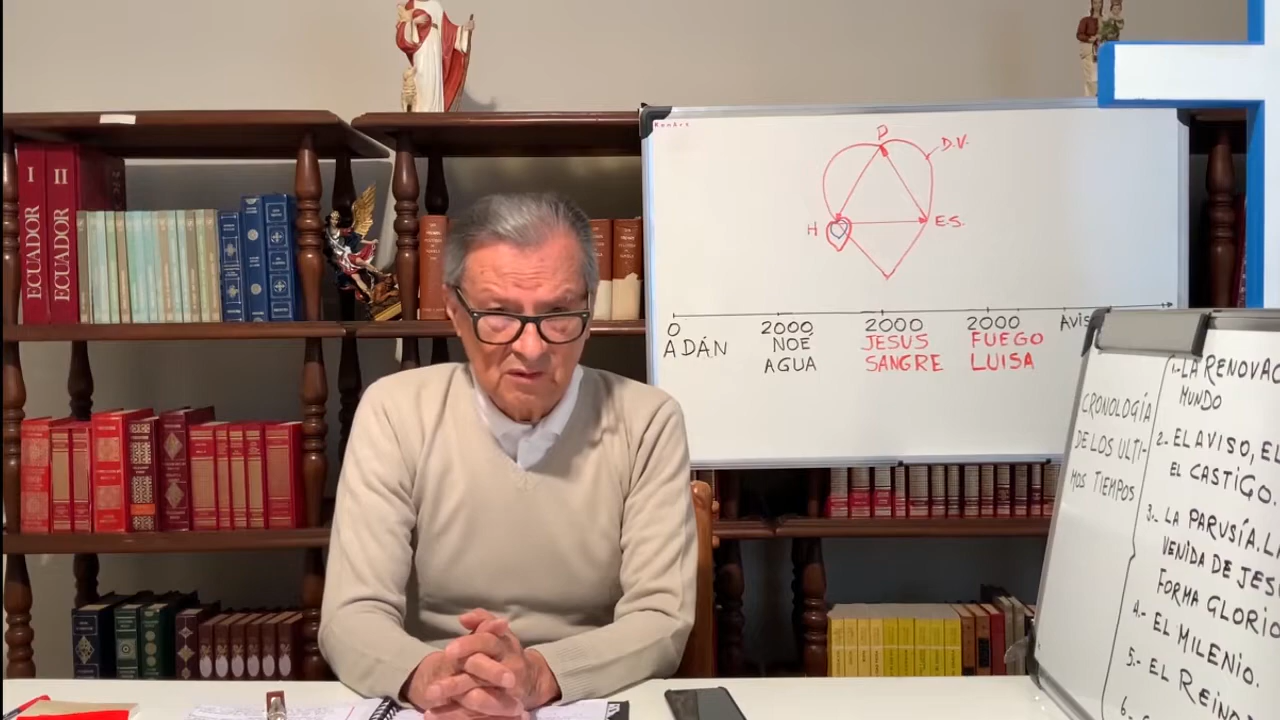 I
II
ECUADOR
ECUADOR
P
D.V.
H
E.S.
0
2000
2000
2000
ADÁN
NOE
JESUS
FUEGO
AGUA
SANGRE
LUISA
CRONOLOGÍA
DE LOS ULTI-
MOS TIEMPOS
1.-LA RENOVAC
MUNDO
2.- EL AVISO, EL
EL CASTIGO.
3.- LA PARUSÍA. LA
VENIDA DE JES
FORMA GLORIO
4.- EL MILENIO.
5.- EL REINO
6.